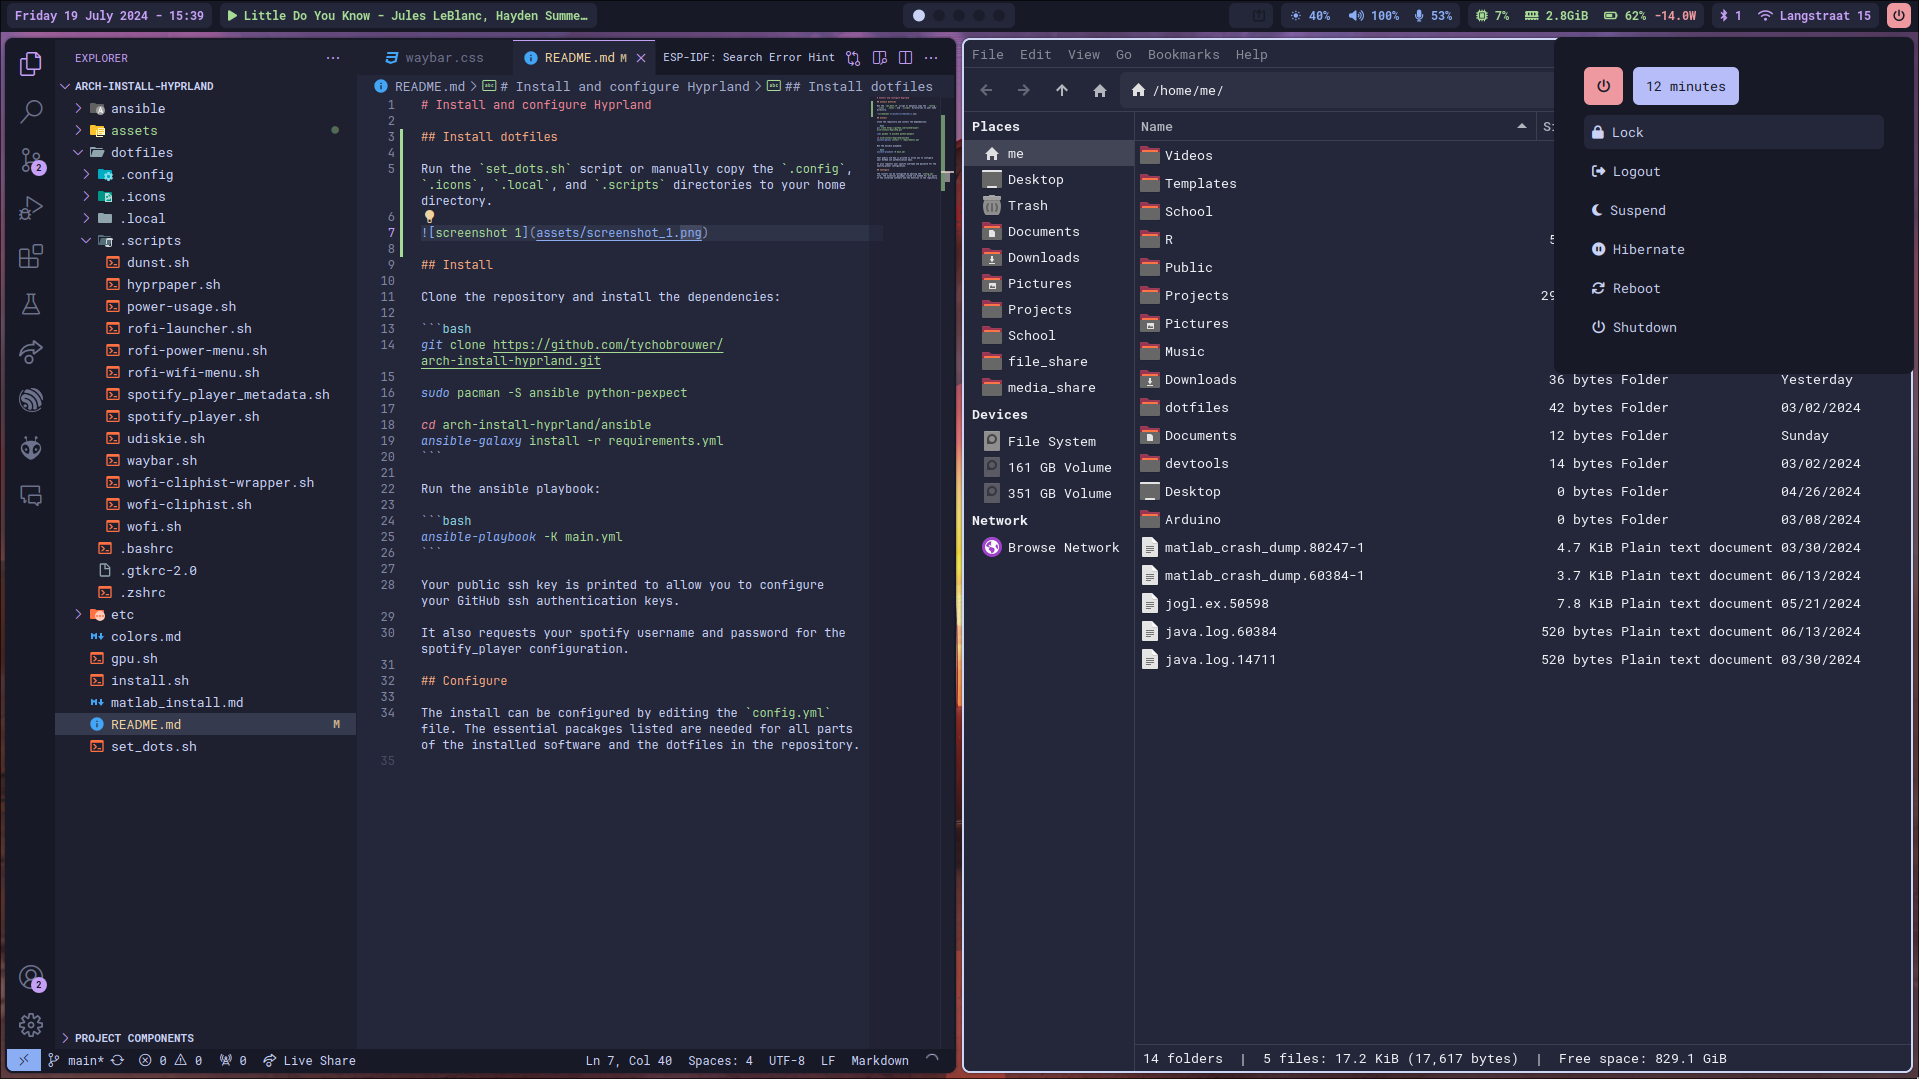 Friday 19 July 2024 - 15:39
Little Do You Know - Jules LeBlanc, Hayden Summe…
40%
100%
53%
7%
2.8GiB
62% -14.0W
1
Langstraat 15
EXPLORER
ARCH-INSTALL-HYPRLAND
ansible
assets
dotfiles
.config
.icons
.local
.scripts
dunst.sh
hyprpaper.sh
power-usage.sh
rofi-launcher.sh
rofi-power-menu.sh
rofi-wifi-menu.sh
spotify_player_metadata.sh
spotify_player.sh
udiskie.sh
waybar.sh
wofi-cliphist-wrapper.sh
wofi-cliphist.sh
wofi.sh
.bashrc
.gtkrc-2.0
.zshrc
etc
colors.md
gpu.sh
install.sh
matlab_install.md
README.md M
set_dots.sh
PROJECT COMPONENTS
2
2
waybar.css
README.md M
ESP-IDF: Search Error Hint
README.md > # Install and configure Hyprland > ## Install dotfiles
1 # Install and configure Hyprland
2
3 ## Install dotfiles
4
5 Run the `set_dots.sh` script or manually copy the `.config`,
`.icons`, `.local`, and `.scripts` directories to your home
directory.
6
7 ![screenshot 1](assets/screenshot_1.png)
8
9 ## Install
10
11 Clone the repository and install the dependencies:
12
13 ```bash
14 git clone https://github.com/tychobrouwer/
arch-install-hyprland.git
15
16 sudo pacman -S ansible python-pexpect
17
18 cd arch-install-hyprland/ansible
19 ansible-galaxy install -r requirements.yml
20 ```
21
22 Run the ansible playbook:
23
24 ```bash
25 ansible-playbook -K main.yml
26 ```
27
28 Your public ssh key is printed to allow you to configure
your GitHub ssh authentication keys.
29
30 It also requests your spotify username and password for the
spotify_player configuration.
31
32 ## Configure
33
34 The install can be configured by editing the `config.yml`
file. The essential pacakges listed are needed for all parts
of the installed software and the dotfiles in the repository.
35
main*
0 0
0
Live Share
Ln 7, Col 40
Spaces: 4
UTF-8
LF
Markdown
File Edit View Go Bookmarks Help
/home/me/
Places
me
Desktop
Trash
Documents
Downloads
Pictures
Projects
School
file_share
media_share
Devices
File System
161 GB Volume
351 GB Volume
Network
Browse Network
Name
Videos
Templates
School
R
Public
Projects 29
Pictures
Music
Downloads 36 bytes Folder Yesterday
dotfiles 42 bytes Folder 03/02/2024
Documents 12 bytes Folder Sunday
devtools 14 bytes Folder 03/02/2024
Desktop 0 bytes Folder 04/26/2024
Arduino 0 bytes Folder 03/08/2024
matlab_crash_dump.80247-1 4.7 KiB Plain text document 03/30/2024
matlab_crash_dump.60384-1 3.7 KiB Plain text document 06/13/2024
jogl.ex.50598 7.8 KiB Plain text document 05/21/2024
java.log.60384 520 bytes Plain text document 06/13/2024
java.log.14711 520 bytes Plain text document 03/30/2024
14 folders | 5 files: 17.2 KiB (17,617 bytes) | Free space: 829.1 GiB
12 minutes
Lock
Logout
Suspend
Hibernate
Reboot
Shutdown